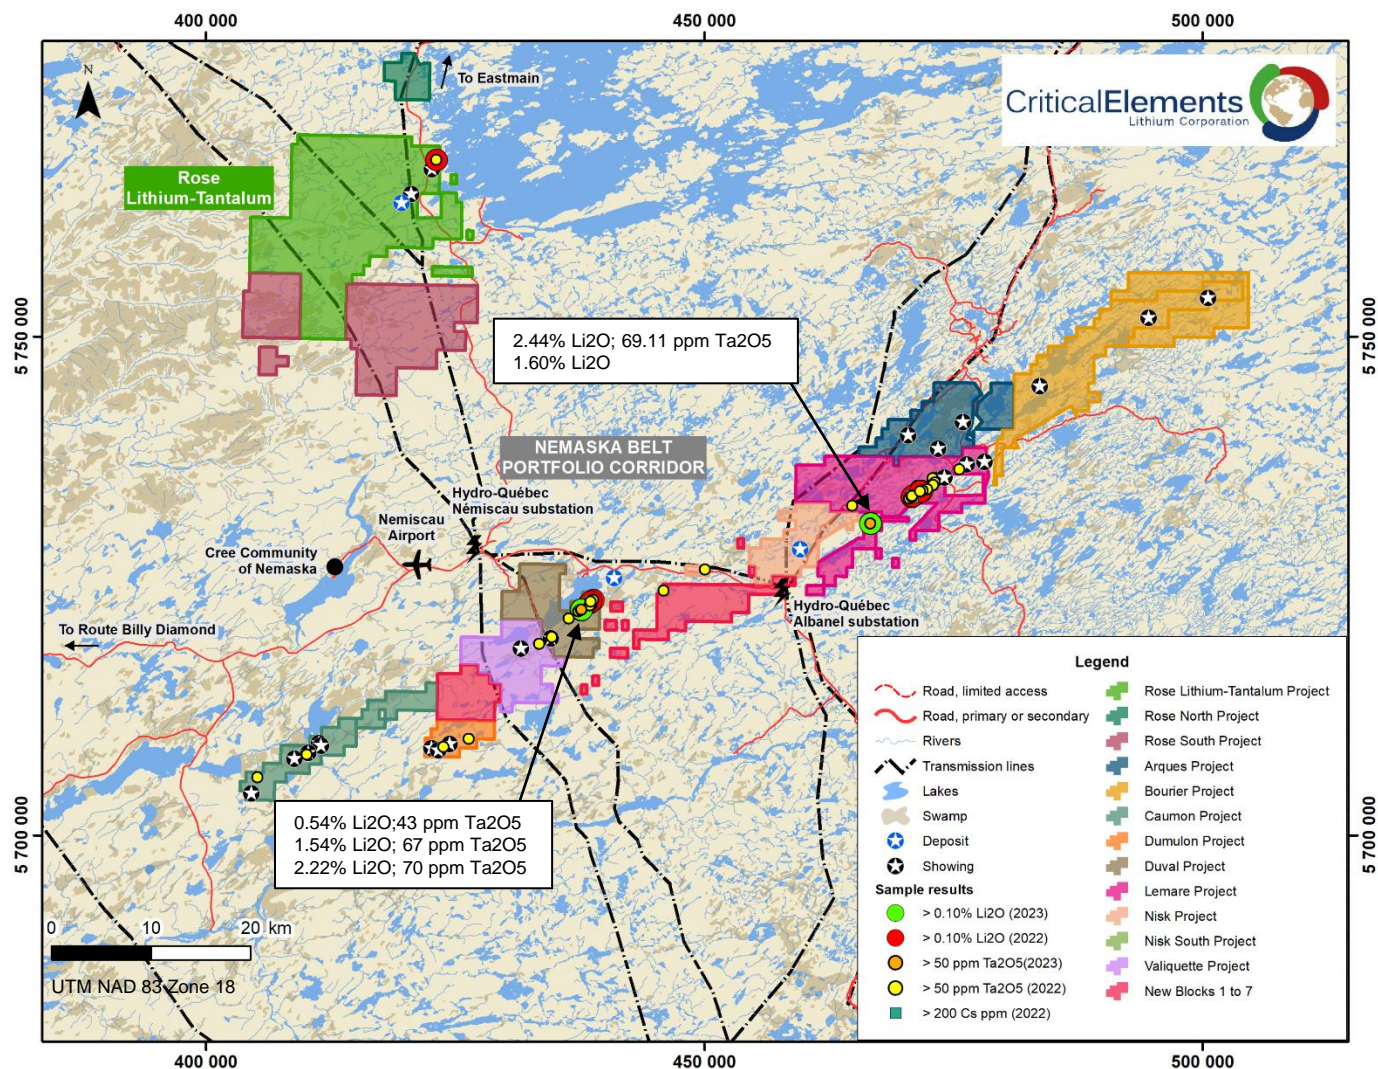 400 000
450 000
500 000
N
To Eastmain
CriticalElements
Lithium Corporation
Rose
Lithium-Tantalum
5 750 000
5 750 000
2.44% Li2O; 69.11 ppm Ta2O5
1.60% Li2O
NEMASKA BELT
PORTFOLIO CORRIDOR
Hydro-Québec
Némiscau substation
Nemiscau
Airport
Cree Community
of Nemaska
To Route Billy Diamond
Hydro-Québec
Albanel substation
0.54% Li2O;43 ppm Ta2O5
1.54% Li2O; 67 ppm Ta2O5
2.22% Li2O; 70 ppm Ta2O5
5 700 000
5 700 000
0 10 20 km
UTM NAD 83 Zone 18
Legend
Road, limited access
Road, primary or secondary
Rivers
Transmission lines
Lakes
Swamp
Deposit
Showing
Sample results
> 0.10% Li2O (2023)
> 0.10% Li2O (2022)
> 50 ppm Ta2O5(2023)
> 50 ppm Ta2O5 (2022)
> 200 Cs ppm (2022)
Rose Lithium-Tantalum Project
Rose North Project
Rose South Project
Arques Project
Bourier Project
Caumon Project
Dumulon Project
Duval Project
Lemare Project
Nisk Project
Nisk South Project
Valiquette Project
New Blocks 1 to 7
400 000
450 000
500 000